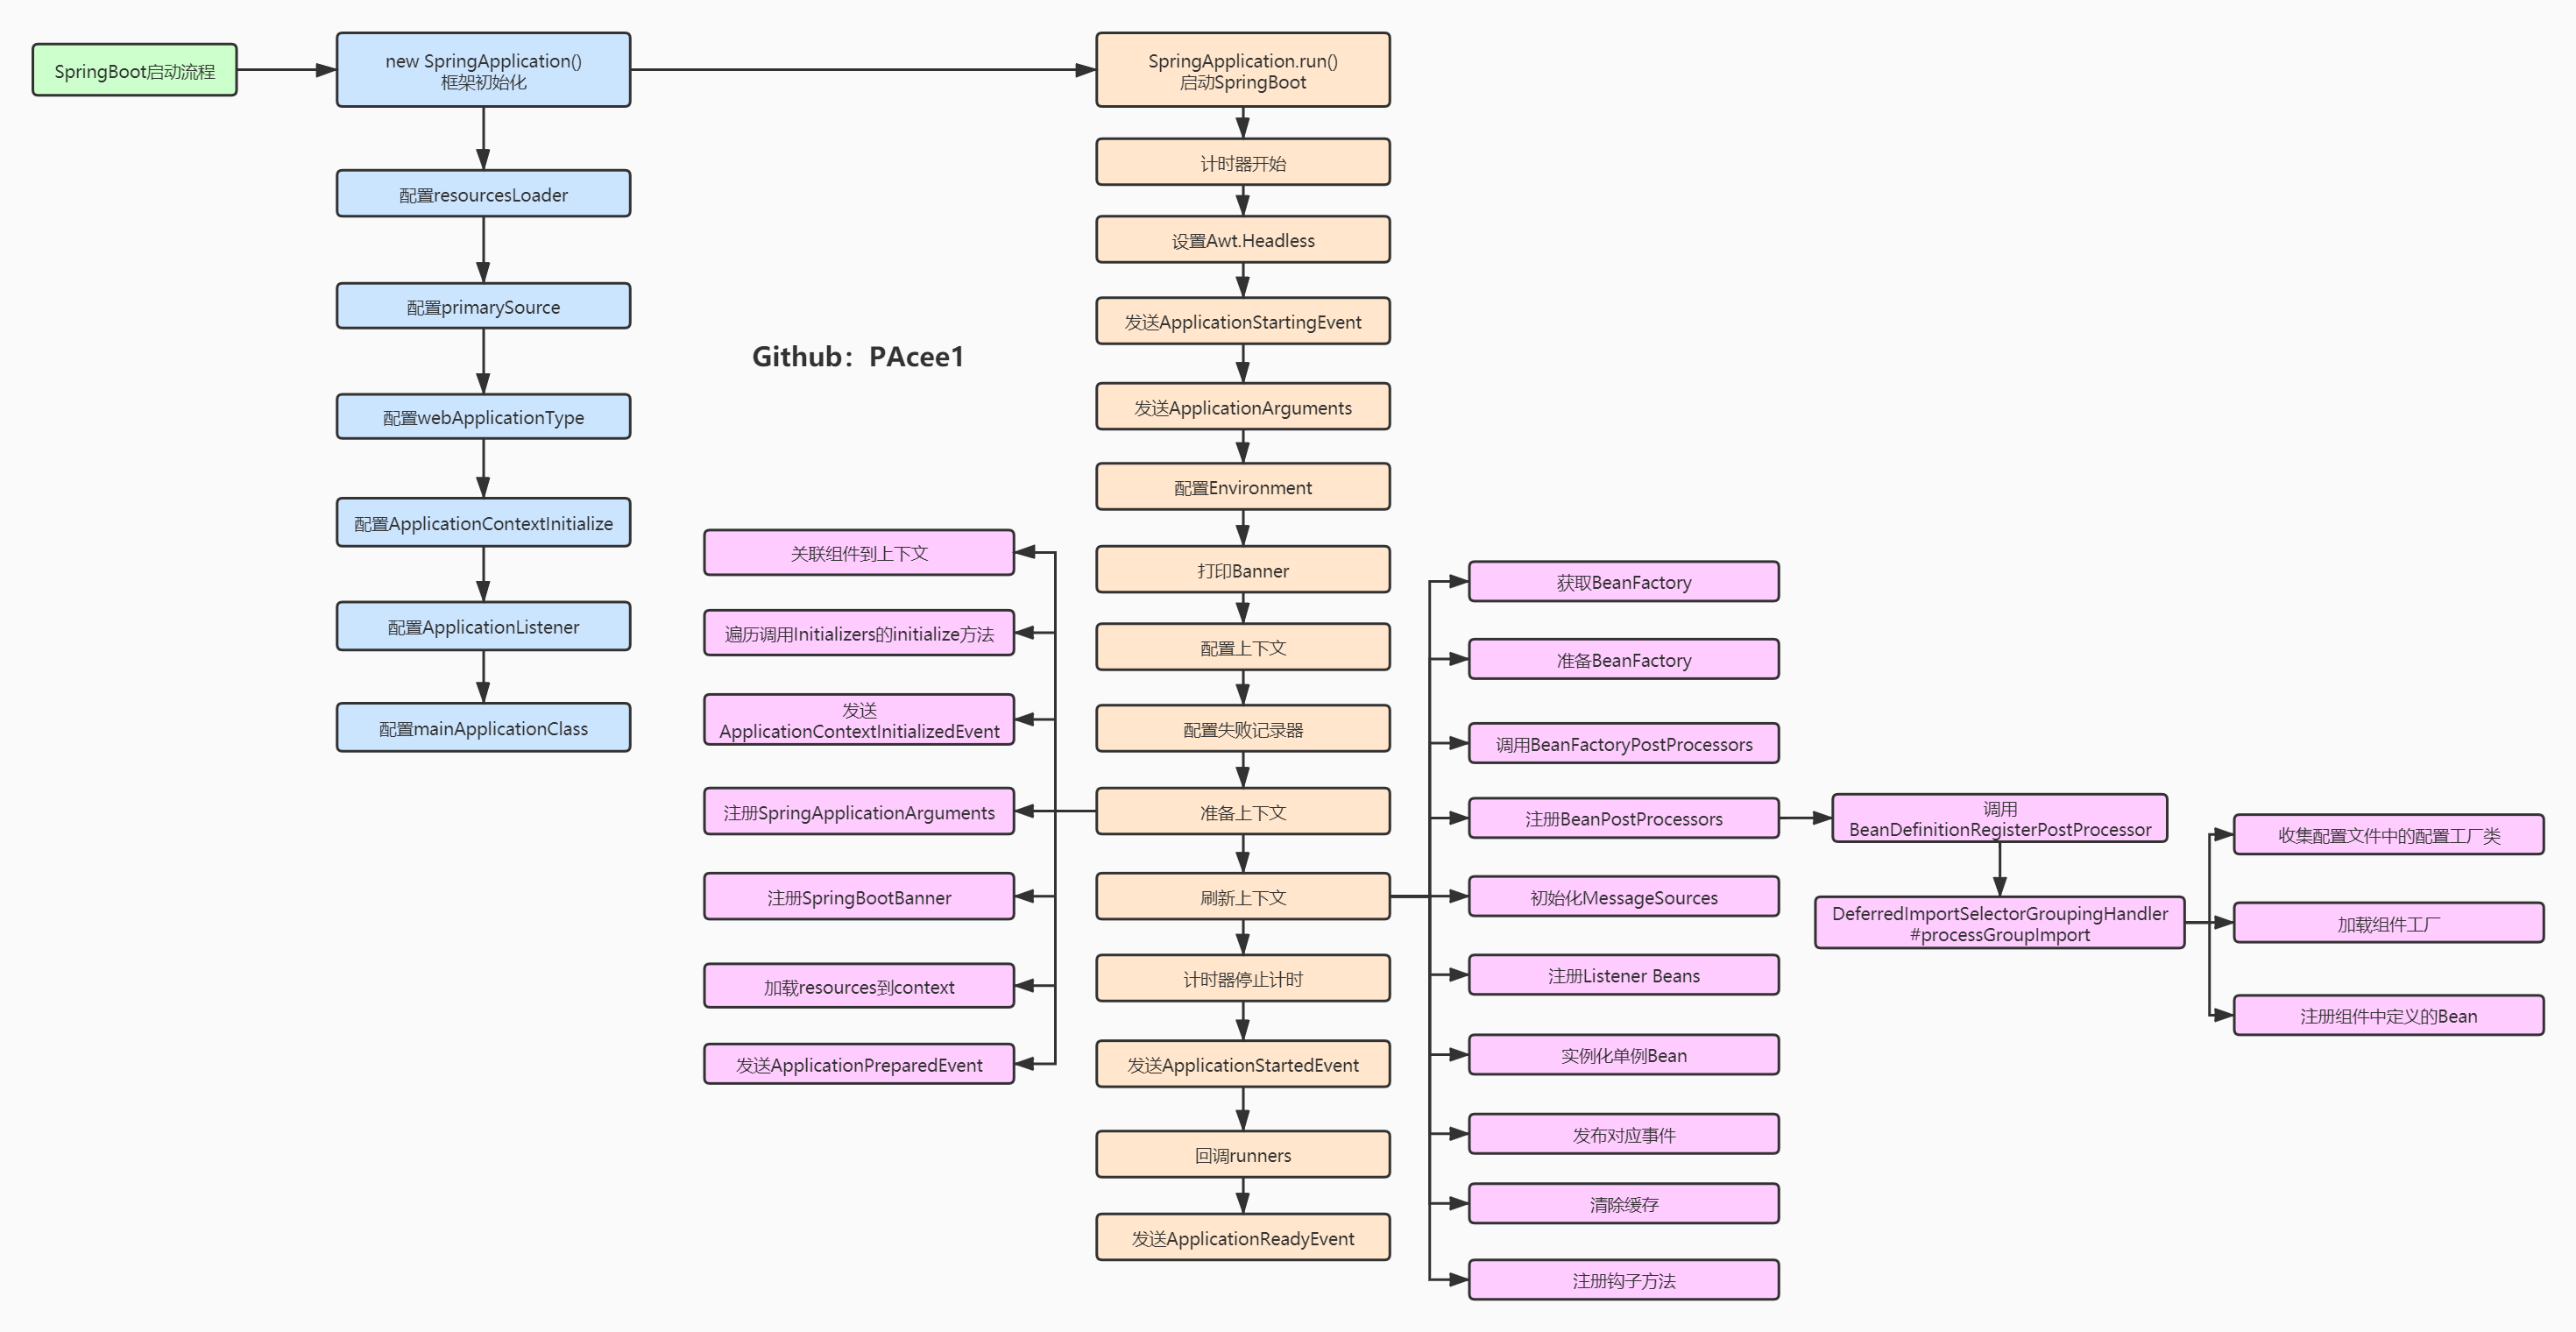 SpringBoot启动流程
new SpringApplication()
框架初始化
配置resourcesLoader
配置primarySource
配置webApplicationType
配置ApplicationContextInitialize
配置ApplicationListener
配置mainApplicationClass
Github：PAcee1
SpringApplication.run()
启动SpringBoot
计时器开始
设置Awt.Headless
发送ApplicationStartingEvent
发送ApplicationArguments
配置Environment
打印Banner
配置上下文
配置失败记录器
准备上下文
刷新上下文
计时器停止计时
发送ApplicationStartedEvent
回调runners
发送ApplicationReadyEvent
关联组件到上下文
遍历调用Initializers的initialize方法
发送
ApplicationContextInitializedEvent
注册SpringApplicationArguments
注册SpringBootBanner
加载resources到context
发送ApplicationPreparedEvent
获取BeanFactory
准备BeanFactory
调用BeanFactoryPostProcessors
注册BeanPostProcessors
初始化MessageSources
注册Listener Beans
实例化单例Bean
发布对应事件
清除缓存
注册钩子方法
调用
BeanDefinitionRegisterPostProcessor
DeferredImportSelectorGroupingHandler
#processGroupImport
收集配置文件中的配置工厂类
加载组件工厂
注册组件中定义的Bean